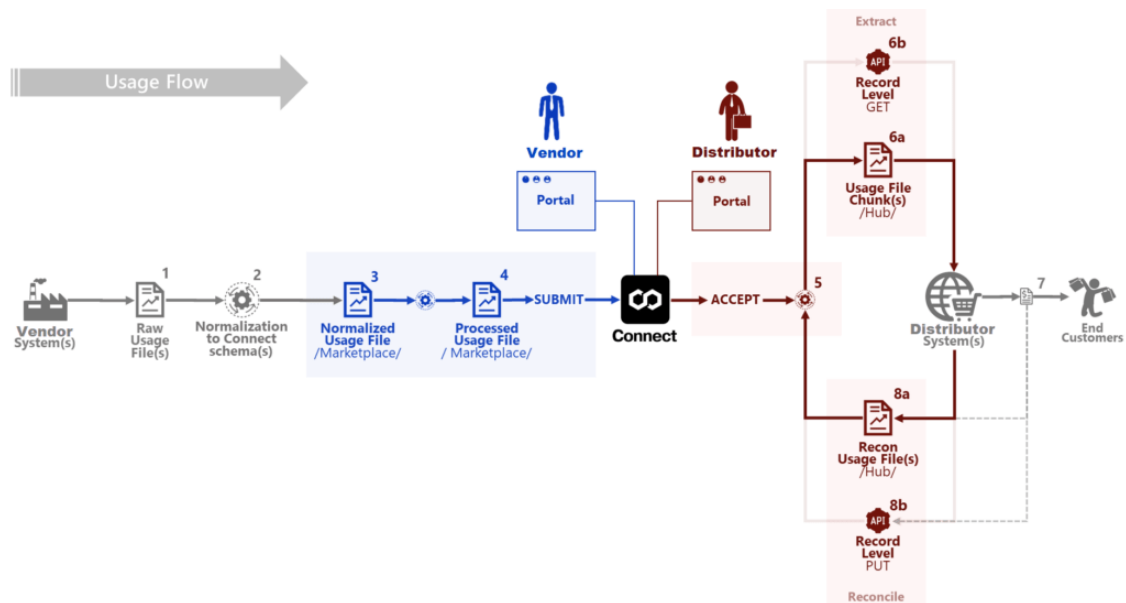 Usage Flow
Extract
6b
API
Record
Level
GET
6a
Usage File
Chunk(s)
/Hub/
Vendor
Portal
Distributor
Portal
Vendor
System(s)
1
Raw
Usage
File(s)
2
Normalization
to Connect
schema(s)
3
Normalized
Usage File
/Marketplace/
4
Processed
Usage File
/ Marketplace/
SUBMIT
Connect
ACCEPT
5
Distributor
System(s)
7
End
Customers
8a
Recon
Usage File(s)
/Hub/
8b
API
Record
Level
PUT
Reconcile